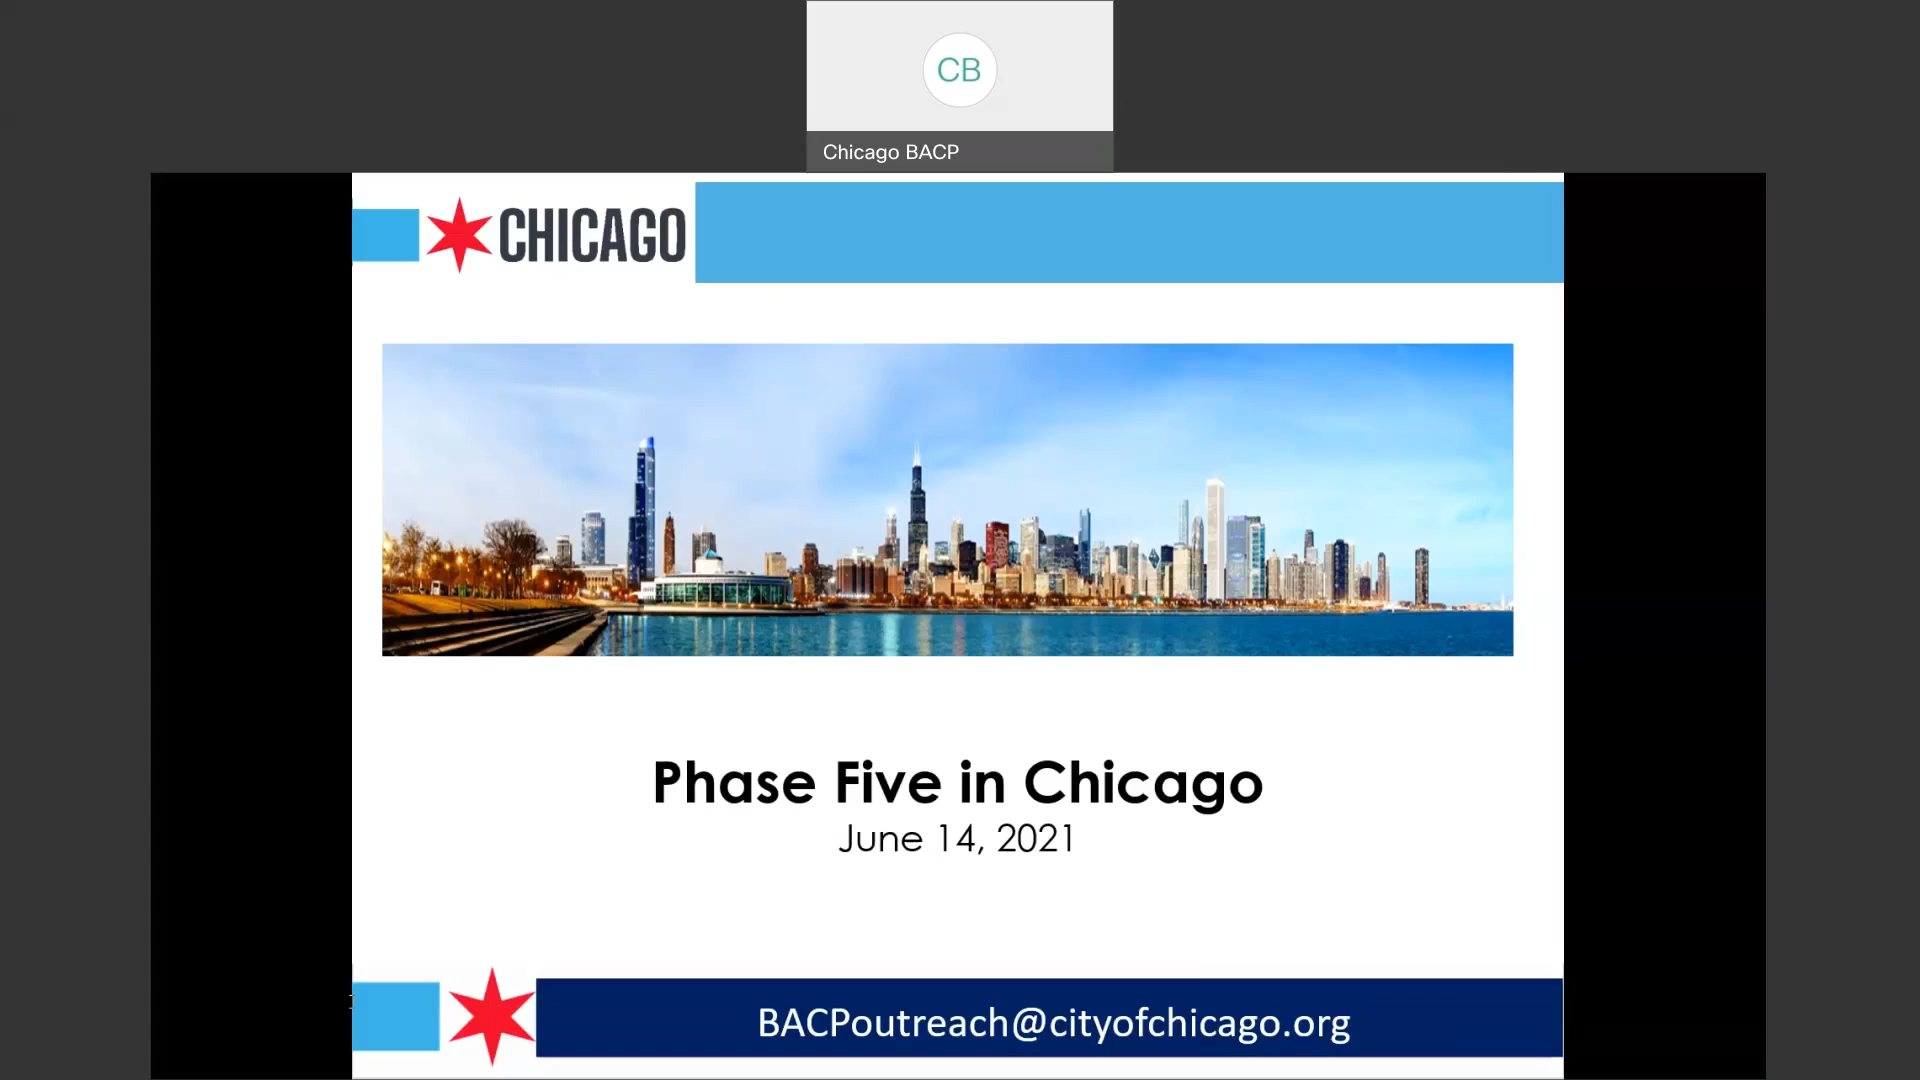 CB
Chicago BACP
CHICAGO
Phase Five in Chicago
June 14, 2021
BACPoutreach@cityofchicago.org